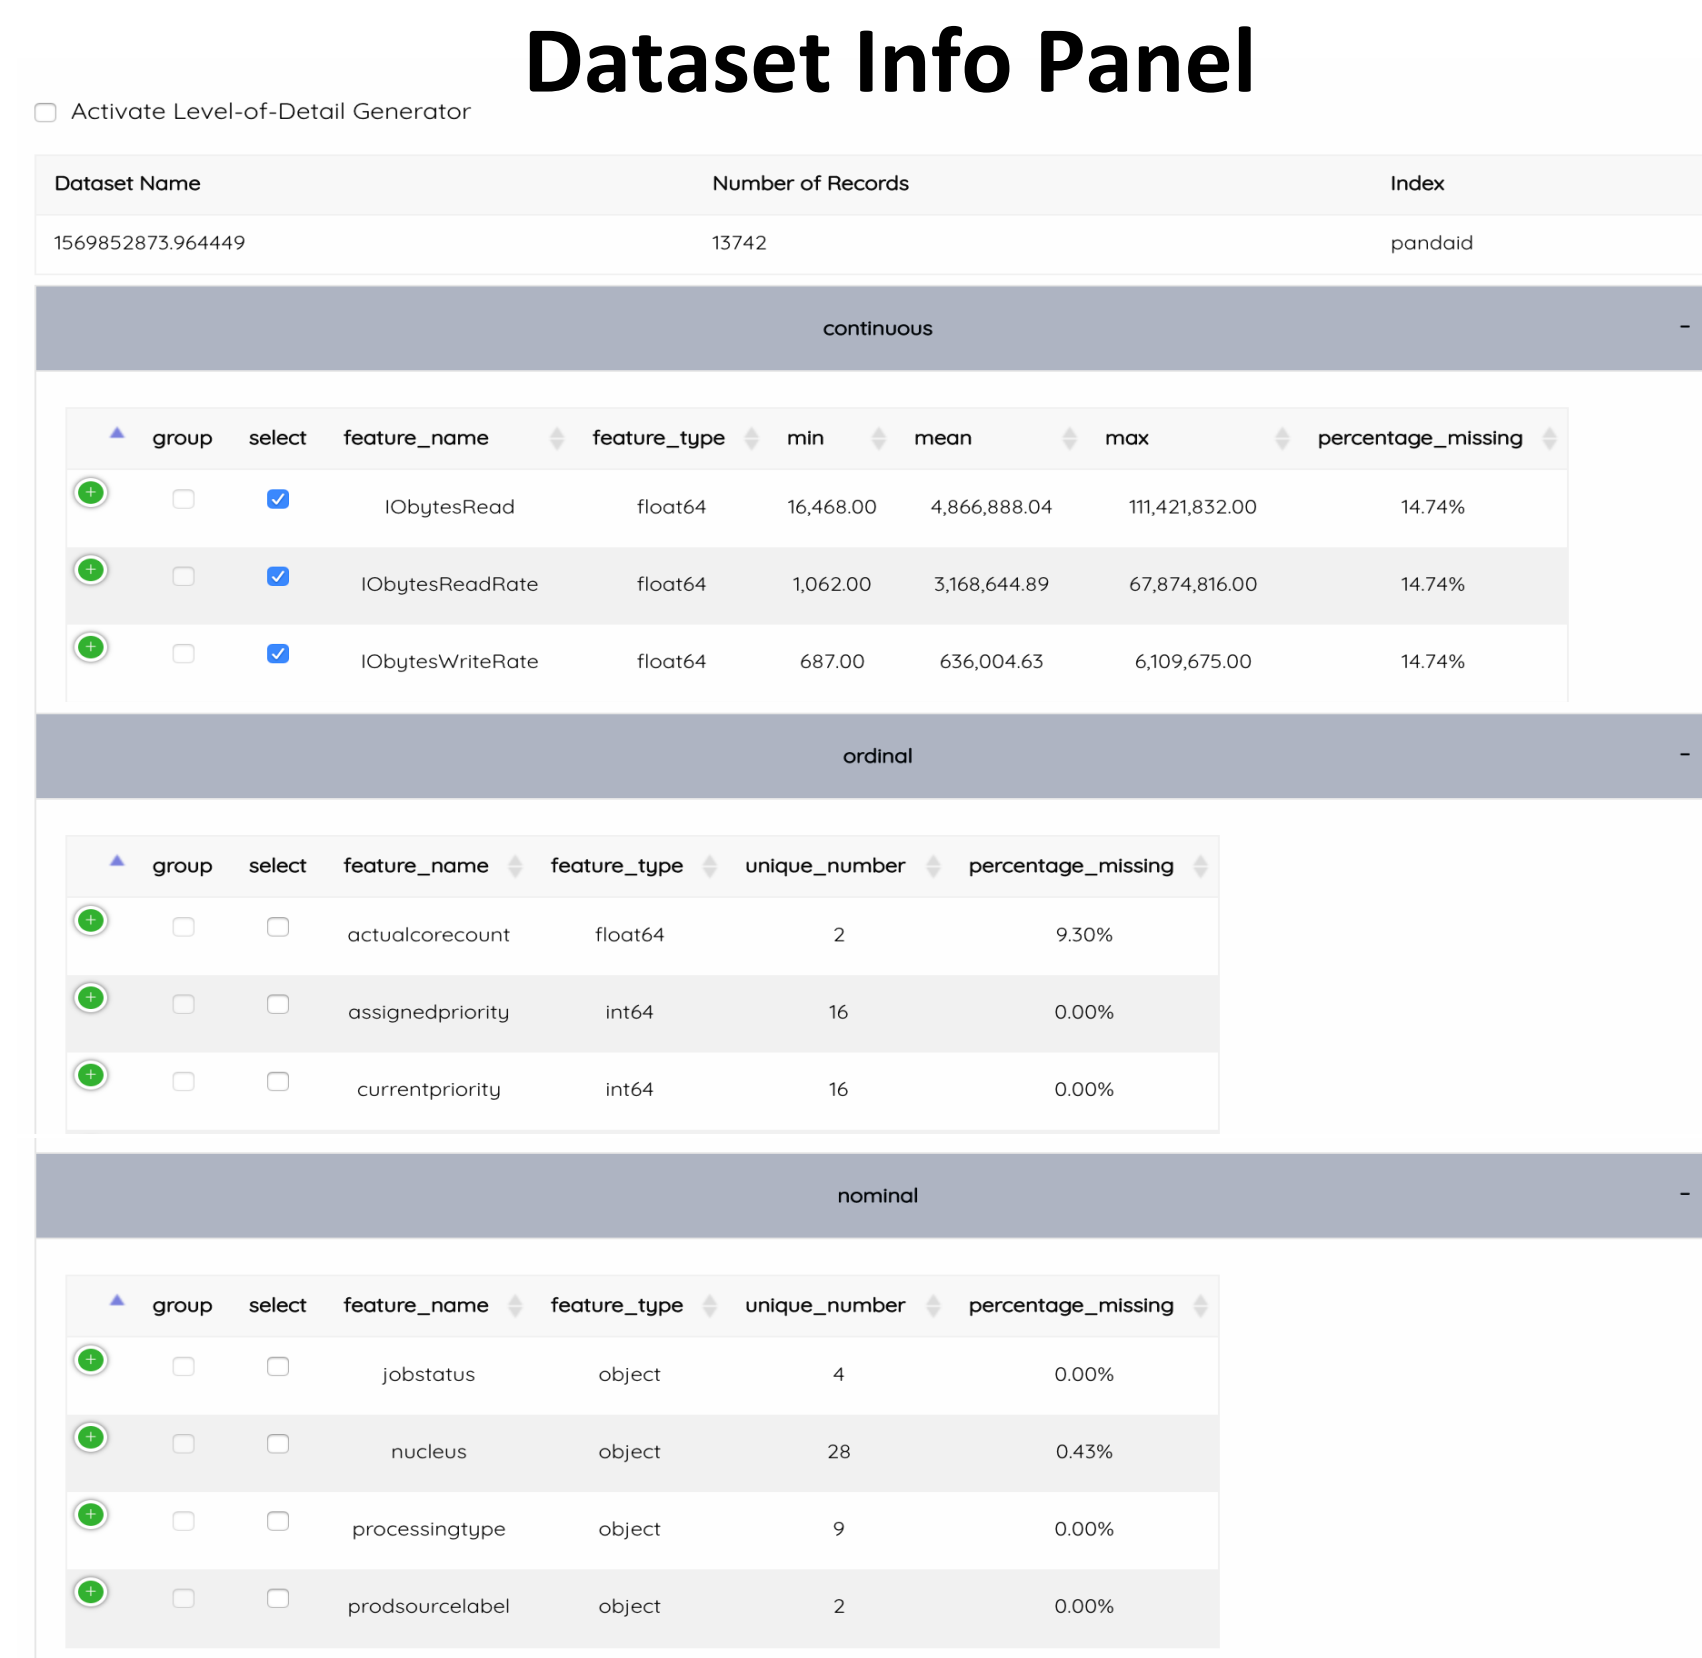 Dataset Info Panel
Activate Level-of-Detail Generator
Dataset Name Number of Records Index
1569852873.964449 13742 pandaid
continuous -
group select feature_name feature_type min mean max percentage_missing
+ IObytesRead float64 16,468.00 4,866,888.04 111,421,832.00 14.74%
+ IObytesReadRate float64 1,062.00 3,168,644.89 67,874,816.00 14.74%
+ IObytesWriteRate float64 687.00 636,004.63 6,109,675.00 14.74%
ordinal -
group select feature_name feature_type unique_number percentage_missing
+ actualcorecount float64 2 9.30%
+ assignedpriority int64 16 0.00%
+ currentpriority int64 16 0.00%
nominal -
group select feature_name feature_type unique_number percentage_missing
+ jobstatus object 4 0.00%
+ nucleus object 28 0.43%
+ processingtype object 9 0.00%
+ prodsourcelabel object 2 0.00%